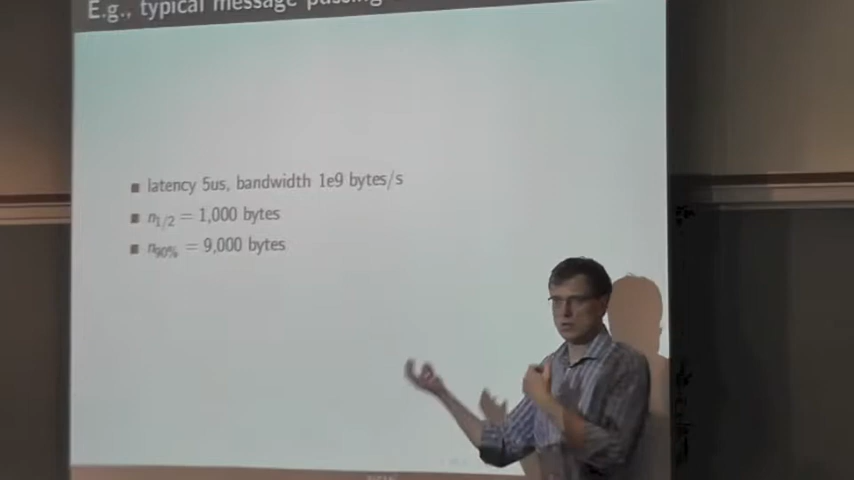 E.g., typical message passing
■ latency 5us, bandwidth 1e9 bytes/s
■ n1/2 = 1,000 bytes
■ n90% = 9,000 bytes